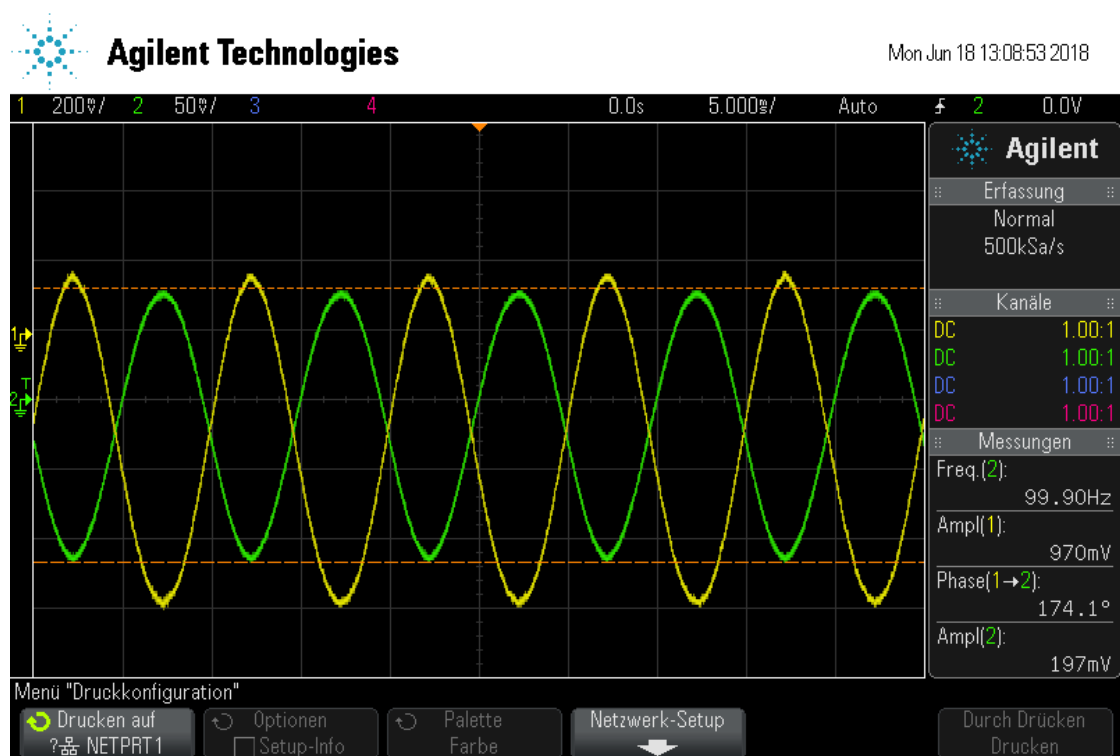 Agilent Technologies
Mon Jun 18 13:08:53 2018
1 200mV/ 2 50mV/ 3 4 0.0s 5.000ms/ Auto 2 0.0V
Agilent
Erfassung
Normal
500kSa/s
Kanäle
DC 1.00:1
DC 1.00:1
DC 1.00:1
DC 1.00:1
Messungen
Freq.(2):
99.90Hz
Ampl(1):
970mV
Phase(1→2):
174.1°
Ampl(2):
197mV
1
T
2
Menü "Druckkonfiguration"
Drucken auf
?품 NETPRT1
Optionen
Setup-Info
Palette
Farbe
Netzwerk-Setup
Durch Drücken
Drucken